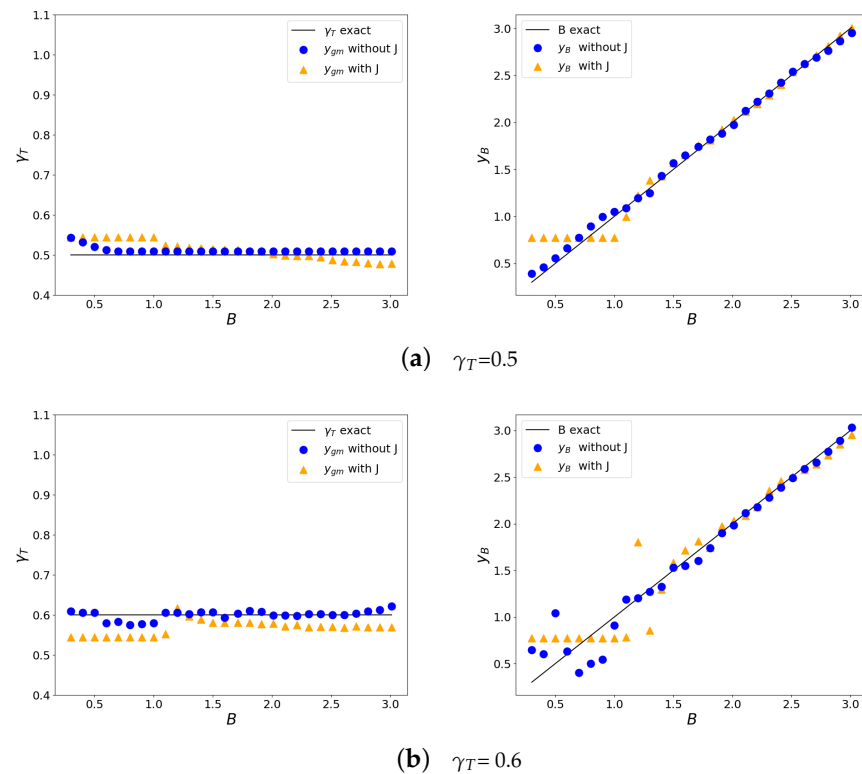 1.1
1.0
0.9
0.8
0.7
0.6
0.5
0.4
γT
γT exact
ygm without J
ygm with J
0.5 1.0 1.5 2.0 2.5 3.0
B
3.0
2.5
2.0
1.5
1.0
0.5
yB
B exact
yB without J
yB with J
0.5 1.0 1.5 2.0 2.5 3.0
B
(a) γT=0.5
1.1
1.0
0.9
0.8
0.7
0.6
0.5
0.4
γT
γT exact
ygm without J
ygm with J
0.5 1.0 1.5 2.0 2.5 3.0
B
3.0
2.5
2.0
1.5
1.0
0.5
yB
B exact
yB without J
yB with J
0.5 1.0 1.5 2.0 2.5 3.0
B
(b) γT= 0.6